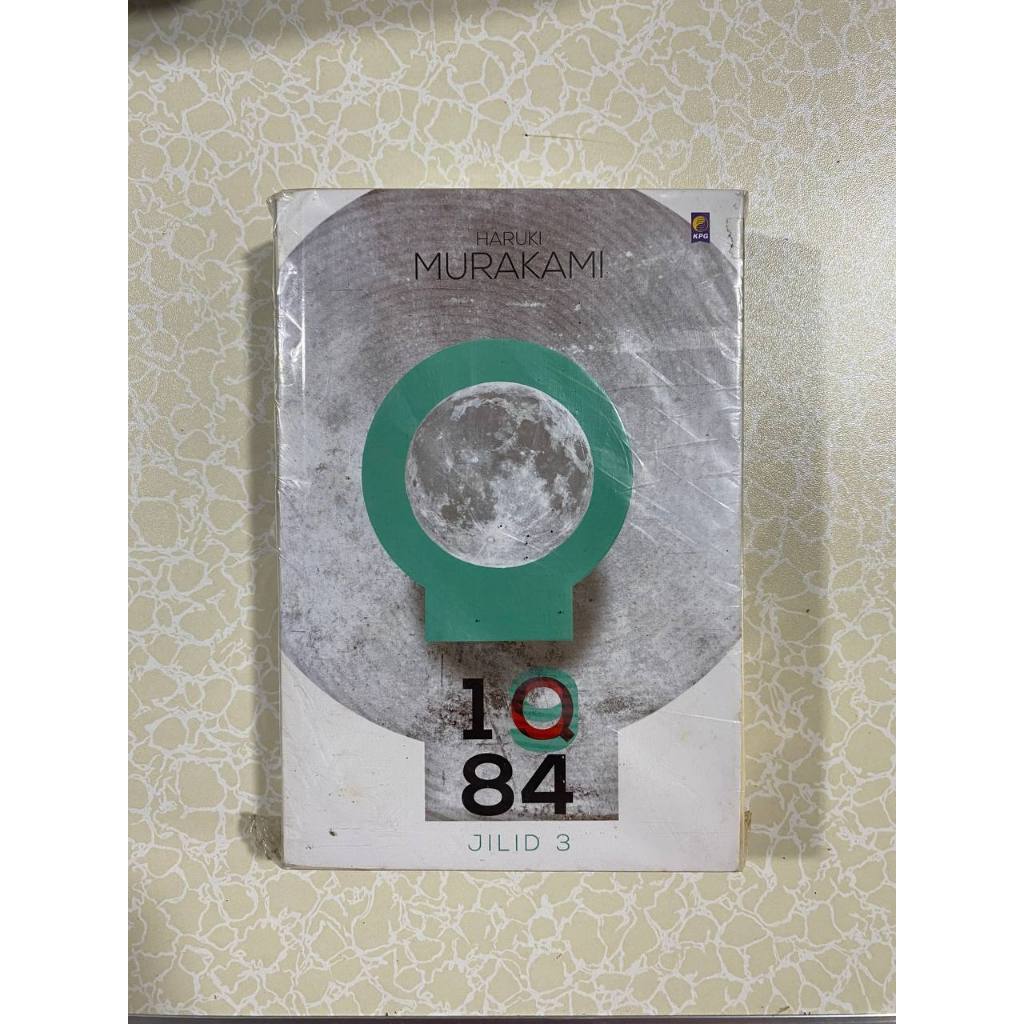 HARUKI
MURAKAMI
KPG
1Q
84
JILID 3